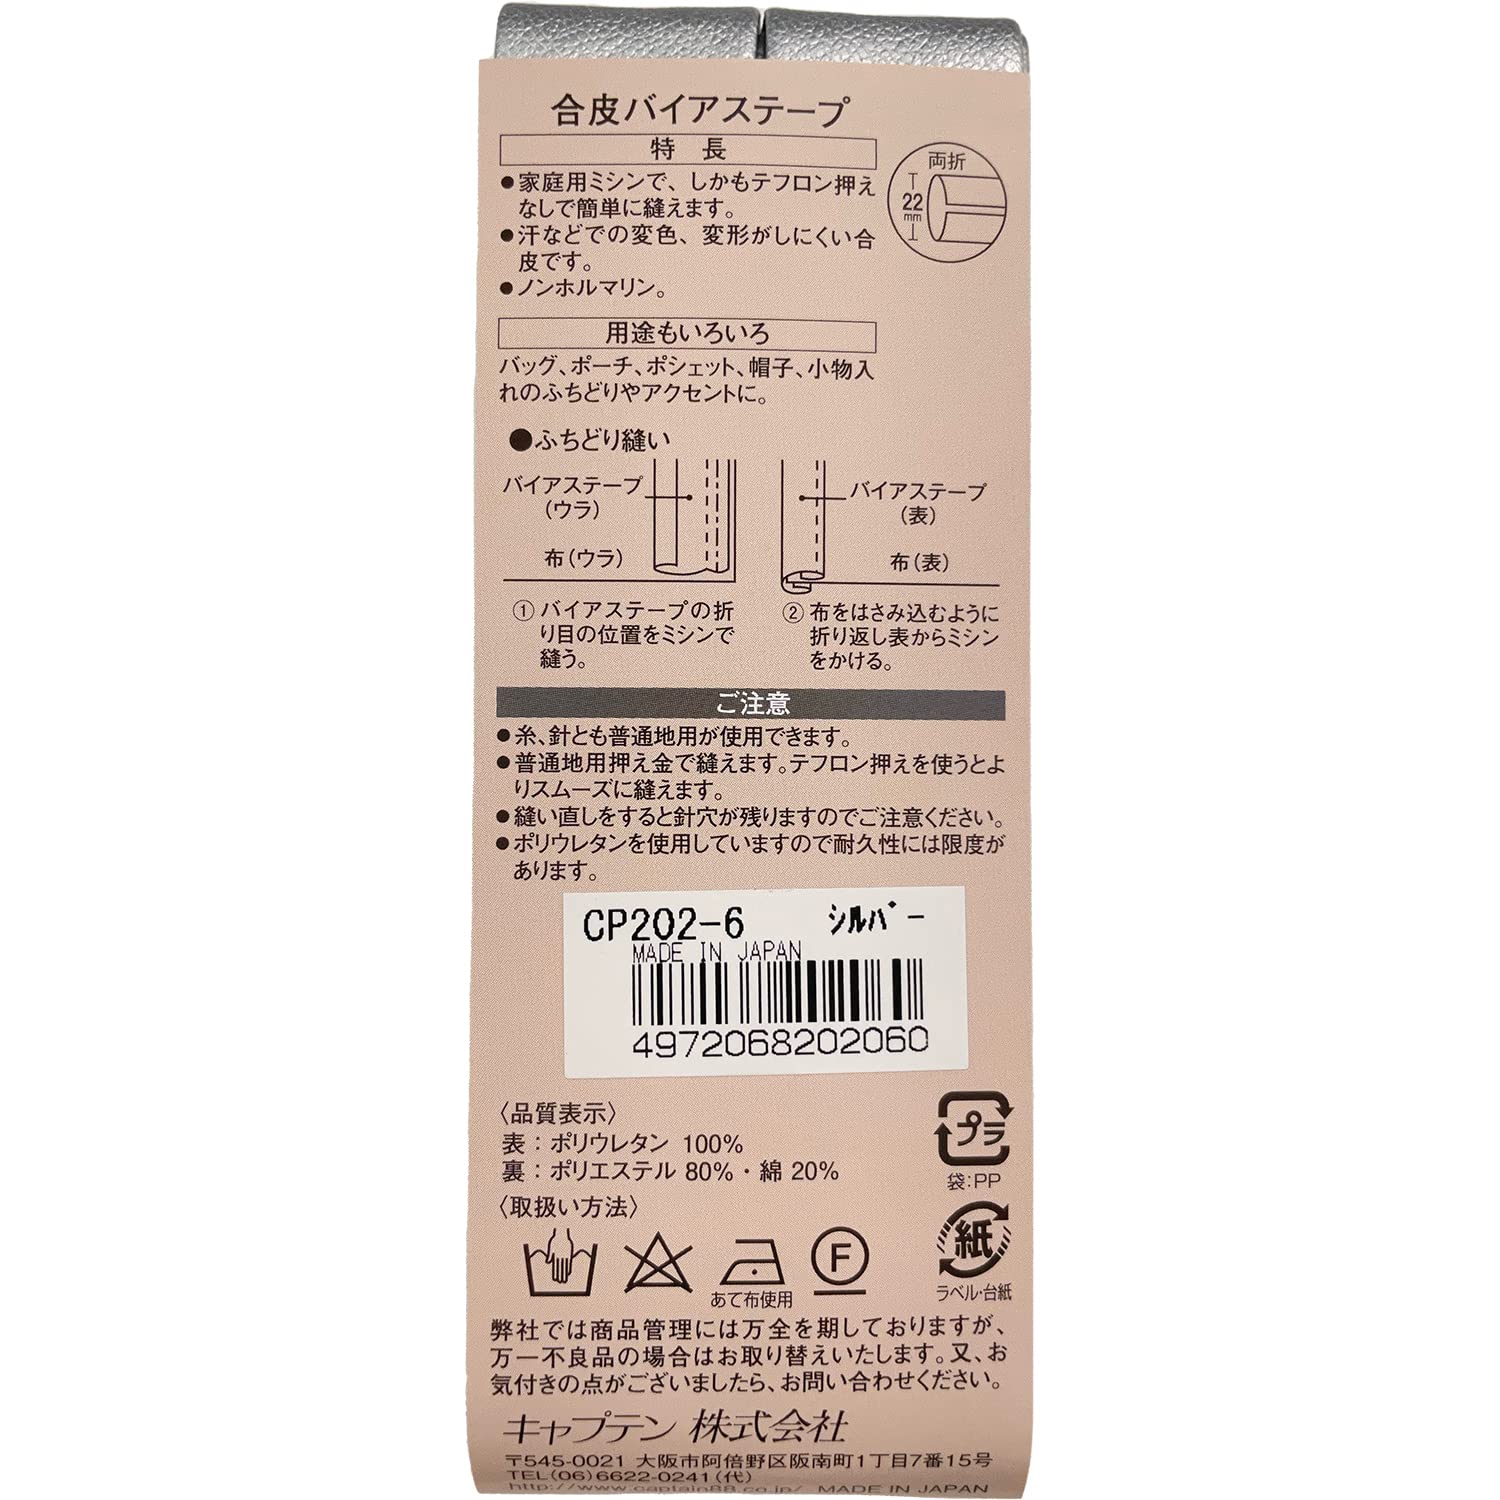 合皮バイアステープ
特 長
●家庭用ミシンで、しかもテフロン押え
なしで簡単に縫えます。
●汗などでの変色、変形がしにくい合
皮です。
●ノンホルマリン。
両折
22
mm
用途もいろいろ
バッグ、ポーチ、ポシェット、帽子、小物入
れのふちどりやアクセントに。
●ふちどり縫い
バイアステープ
(ウラ)
布(ウラ)
バイアステープ
(表)
布(表)
① バイアステープの折
り目の位置をミシンで
縫う。
② 布をはさみ込むように
折り返し表からミシン
をかける。
ご注意
●糸、針とも普通地用が使用できます。
●普通地用押え金で縫えます。テフロン押えを使うとよ
りスムーズに縫えます。
●縫い直しをすると針穴が残りますのでご注意ください。
●ポリウレタンを使用していますので耐久性には限度が
あります。
CP202-6 シルバー
MADE IN JAPAN
4972068202060
〈品質表示〉
表：ポリウレタン 100%
裏：ポリエステル 80%・綿 20%
〈取扱い方法〉
プラ
袋:PP
紙
ラベル・台紙
F
あて布使用
弊社では商品管理には万全を期しておりますが、
万一不良品の場合はお取り替えいたします。又、お
気付きの点がございましたら、お問い合わせください。
キャプテン 株式会社
〒545-0021 大阪市阿倍野区阪南町1丁目7番15号
TEL(06)6622-0241(代)
http://www.captain88.co.jp/ MADE IN JAPAN